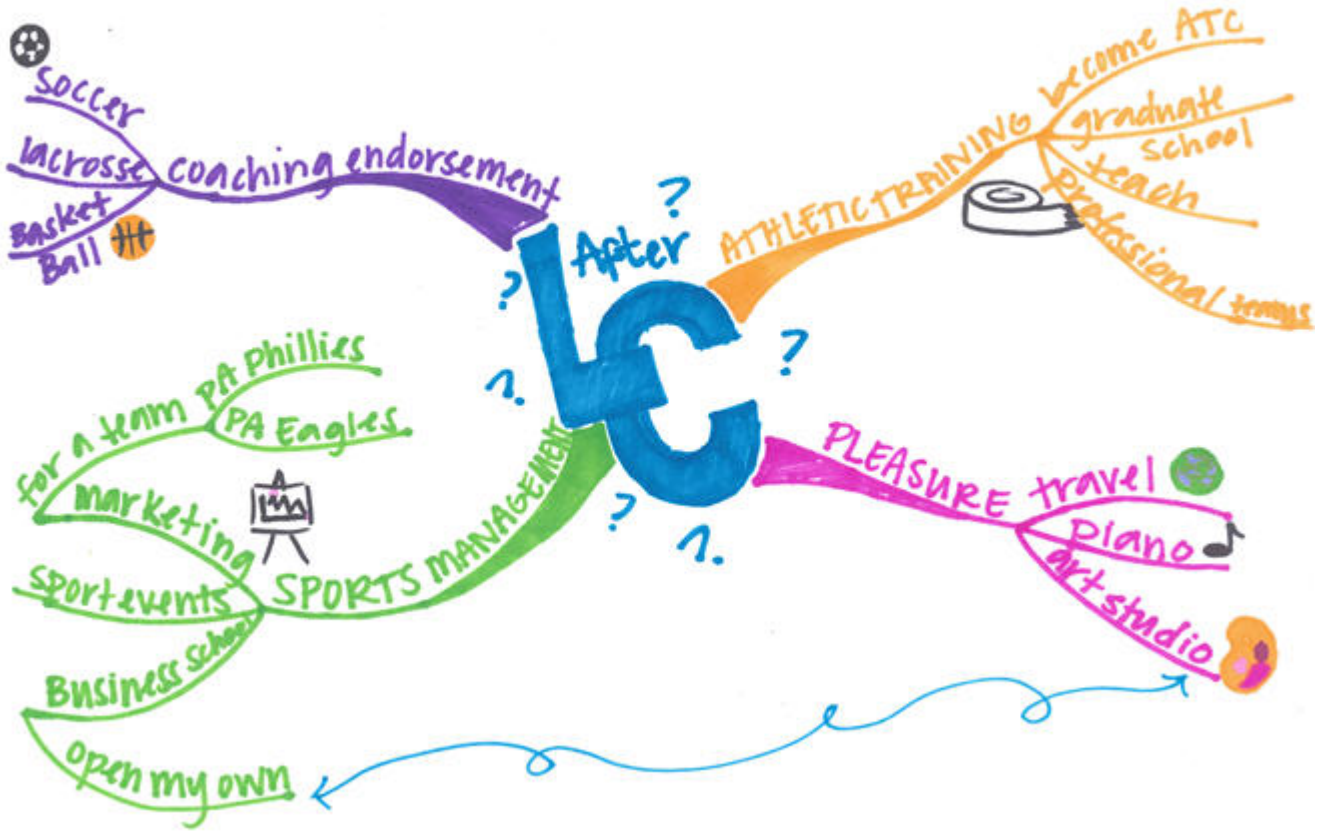 soccer
lacrosse
Basket
Ball
coaching endorsement
?
After
LC
?
?
?
?
?
ATHLETIC TRAINING
become ATC
graduate
school
teach
professional teams
for a team
PA Phillies
PA Eagles
marketing
sport events
Business school
open my own
SPORTS MANAGEMENT
PLEASURE
travel
piano
art studio